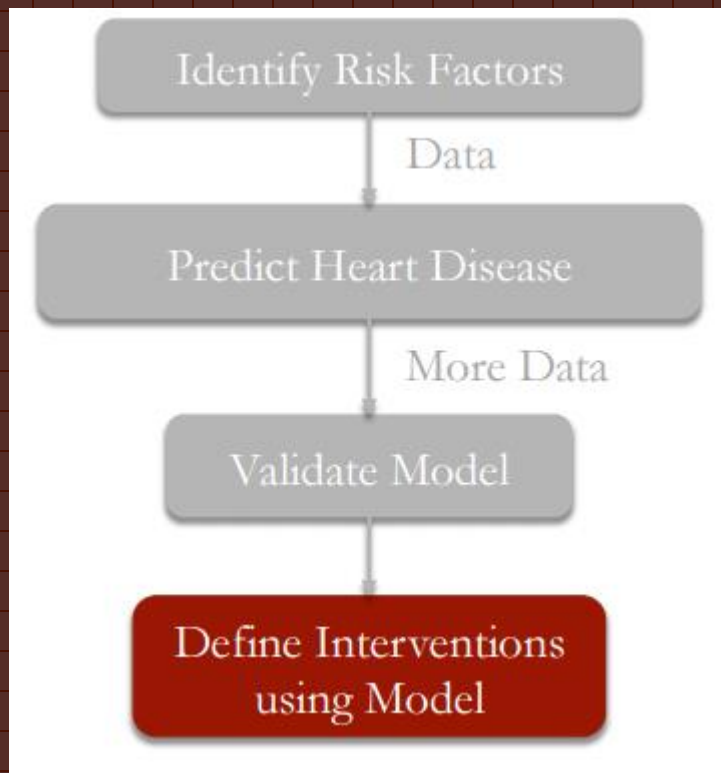 Identify Risk Factors
Data
Predict Heart Disease
More Data
Validate Model
Define Interventions
using Model